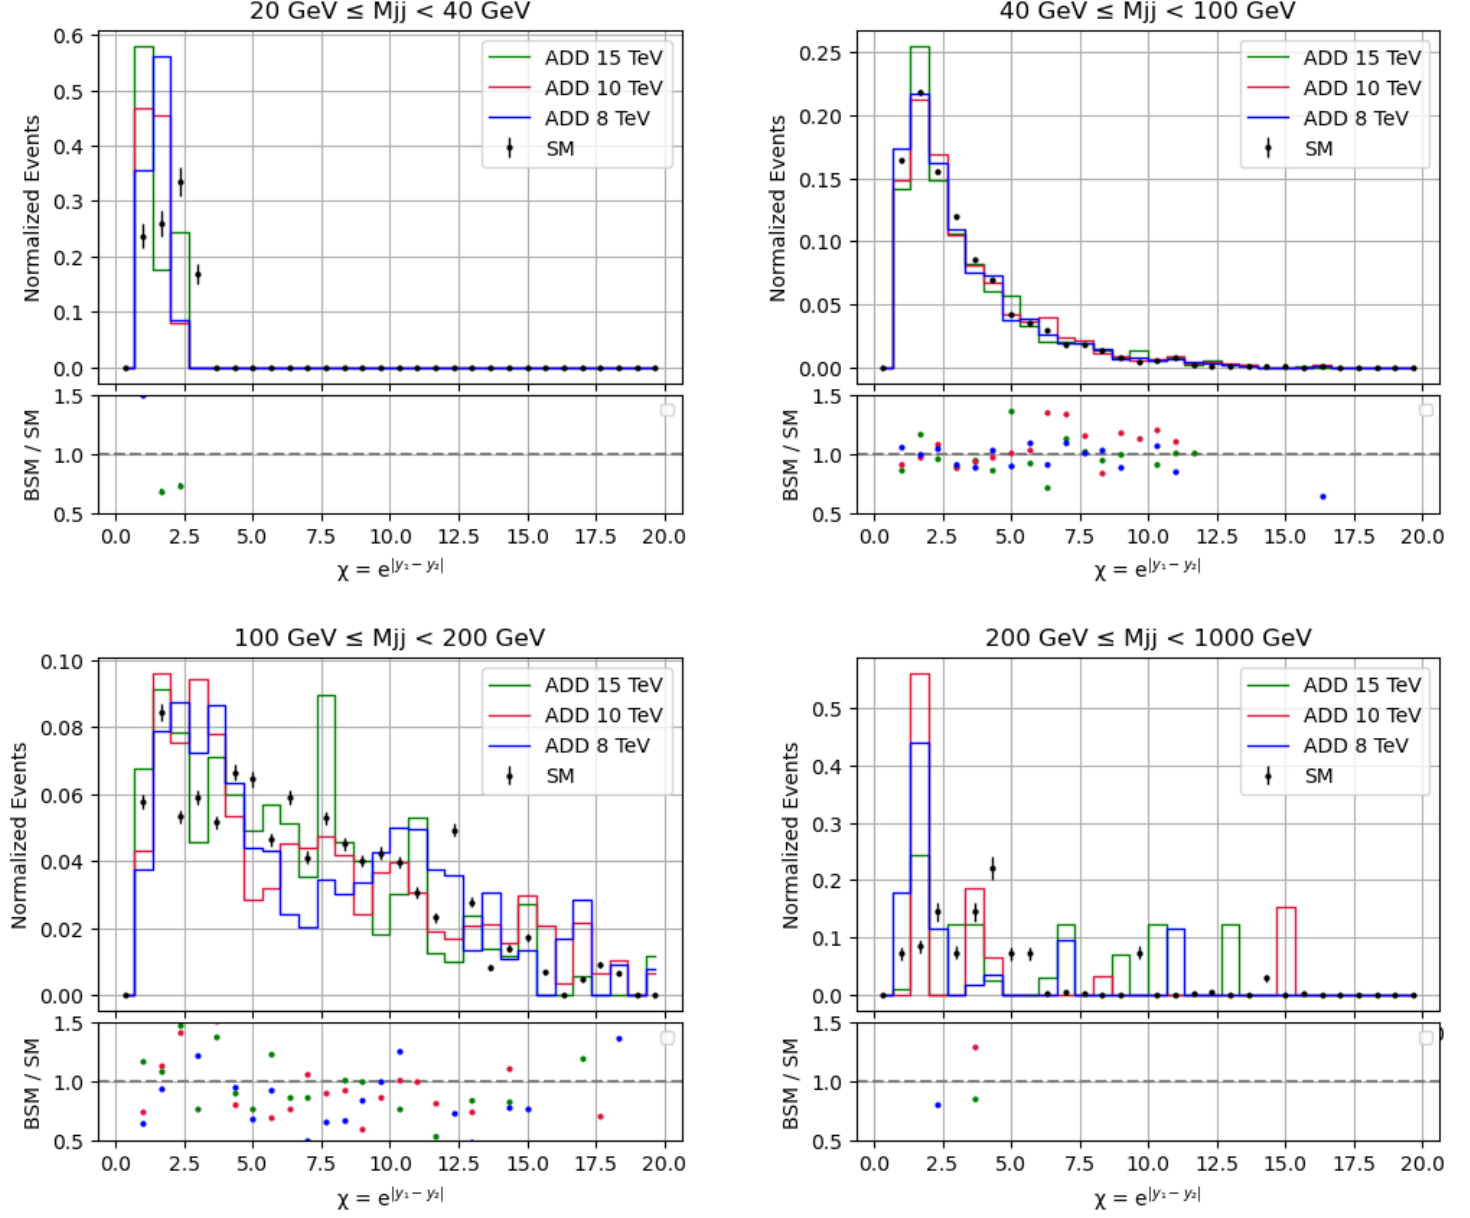 20 GeV ≤ Mjj < 40 GeV
0.6
0.5
0.4
0.3
0.2
0.1
0.0
Normalized Events
ADD 15 TeV
ADD 10 TeV
ADD 8 TeV
SM
1.5
1.0
0.5
BSM / SM
0.0 2.5 5.0 7.5 10.0 12.5 15.0 17.5 20.0
χ = e|y₁ − y₂|
40 GeV ≤ Mjj < 100 GeV
0.25
0.20
0.15
0.10
0.05
0.00
Normalized Events
ADD 15 TeV
ADD 10 TeV
ADD 8 TeV
SM
1.5
1.0
0.5
BSM / SM
0.0 2.5 5.0 7.5 10.0 12.5 15.0 17.5 20.0
χ = e|y₁ − y₂|
100 GeV ≤ Mjj < 200 GeV
0.10
0.08
0.06
0.04
0.02
0.00
Normalized Events
ADD 15 TeV
ADD 10 TeV
ADD 8 TeV
SM
1.5
1.0
0.5
BSM / SM
0.0 2.5 5.0 7.5 10.0 12.5 15.0 17.5 20.0
χ = e|y₁ − y₂|
200 GeV ≤ Mjj < 1000 GeV
0.5
0.4
0.3
0.2
0.1
0.0
Normalized Events
ADD 15 TeV
ADD 10 TeV
ADD 8 TeV
SM
1.5
1.0
0.5
BSM / SM
0.0 2.5 5.0 7.5 10.0 12.5 15.0 17.5 20.0
χ = e|y₁ − y₂|